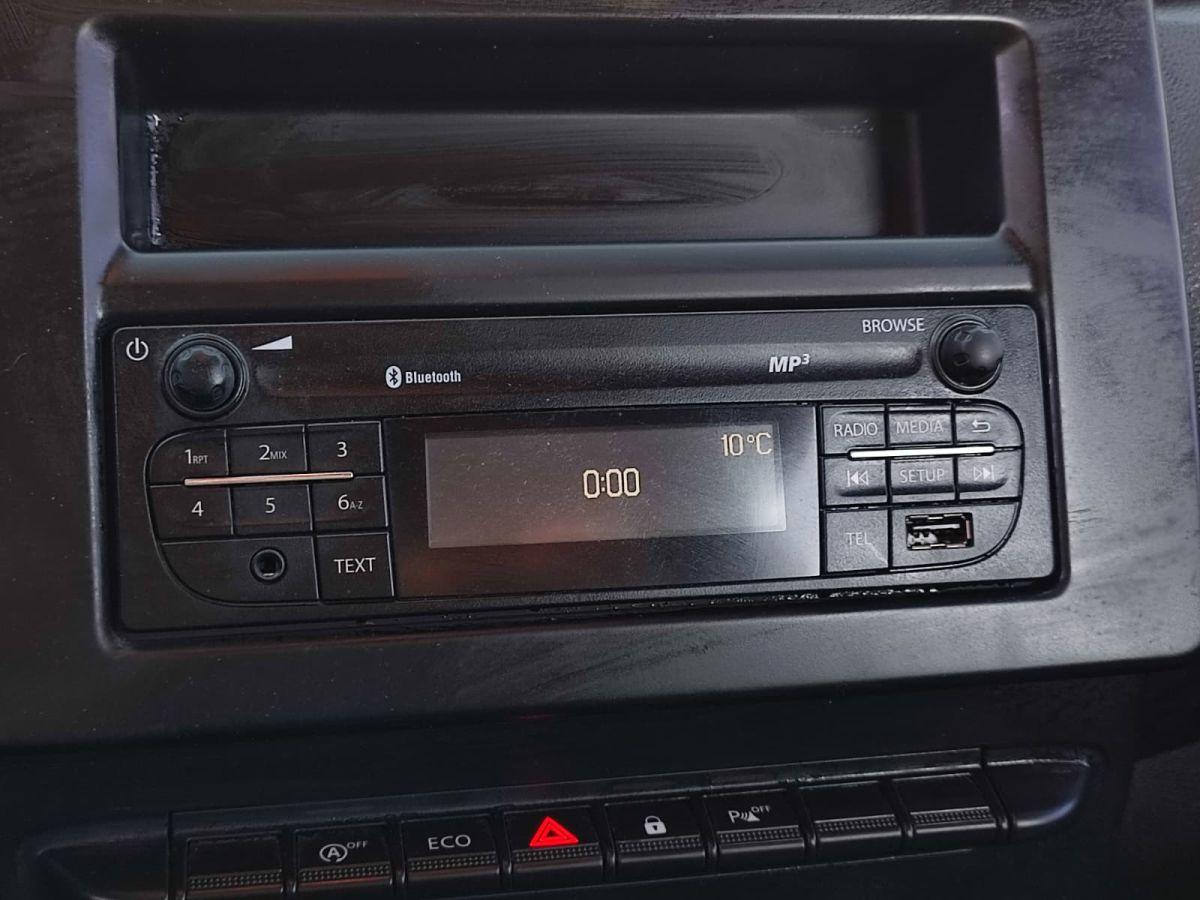 BROWSE
Bluetooth
MP3
1RPT 2MIX 3
4 5 6A-Z
TEXT
10°C
0:00
RADIO MEDIA
SETUP
TEL
A OFF ECO P OFF